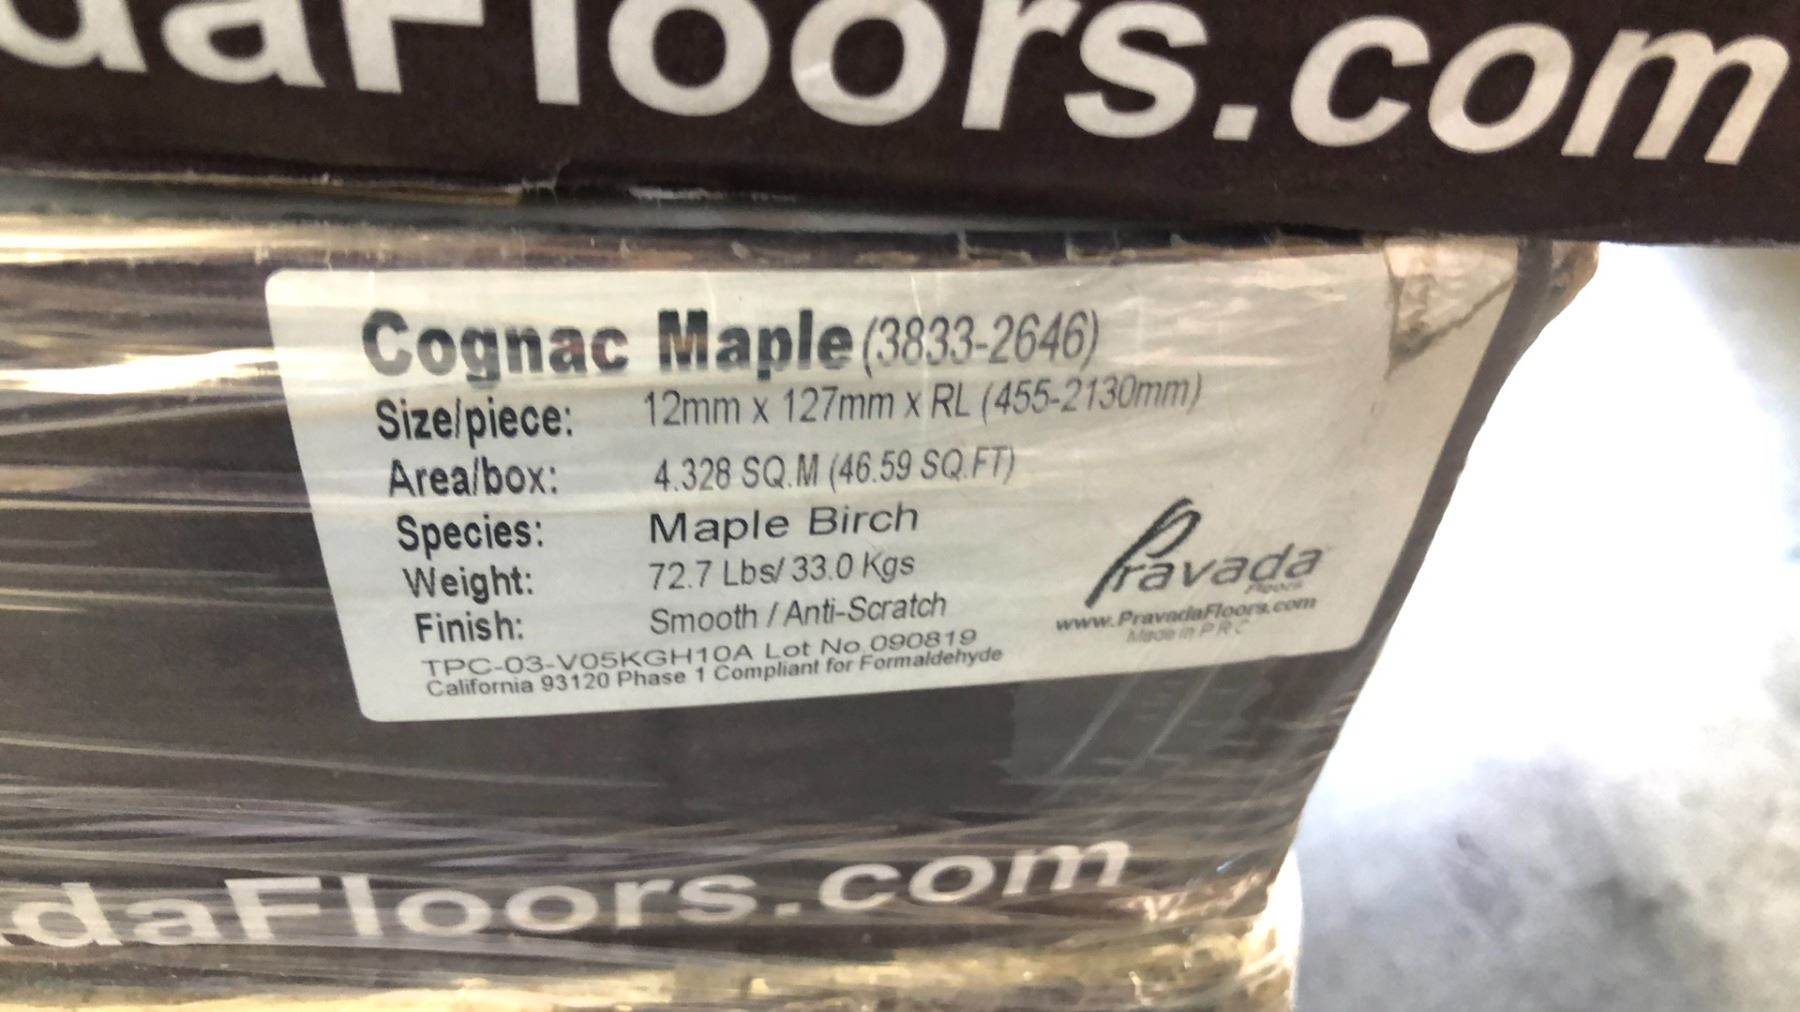 daFloors.com
Cognac Maple (3833-2646)
Size/piece: 12mm x 127mm x RL (455-2130mm)
Area/box: 4.328 SQ.M (46.59 SQ.FT)
Species: Maple Birch
Weight: 72.7 Lbs/ 33.0 Kgs
Finish: Smooth / Anti-Scratch
TPC-03-V05KGH10A Lot No.090819
California 93120 Phase 1 Compliant for Formaldehyde
Pravada
Floors
www.PravadaFloors.com
Made in P R C
daFloors.com